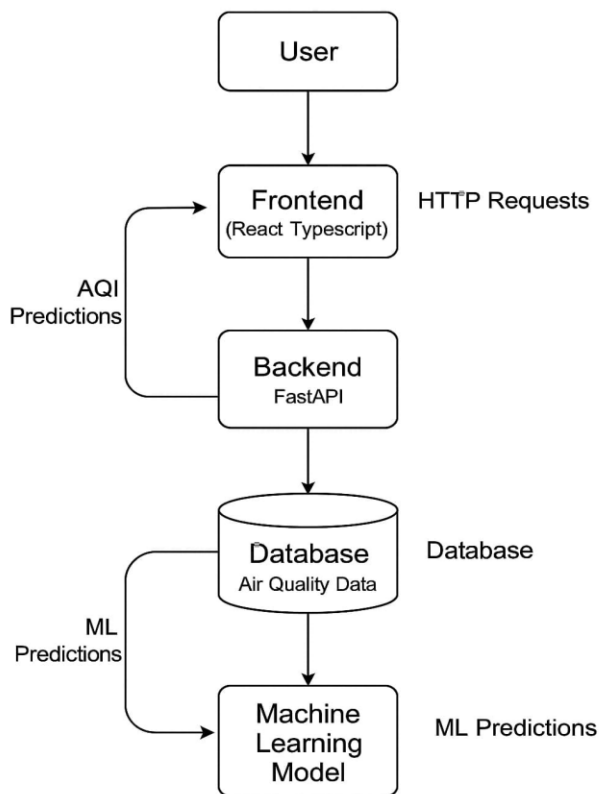 User
Frontend
(React Typescript)
HTTP Requests
AQI
Predictions
Backend
FastAPI
Database
Air Quality Data
Database
ML
Predictions
Machine
Learning
Model
ML Predictions